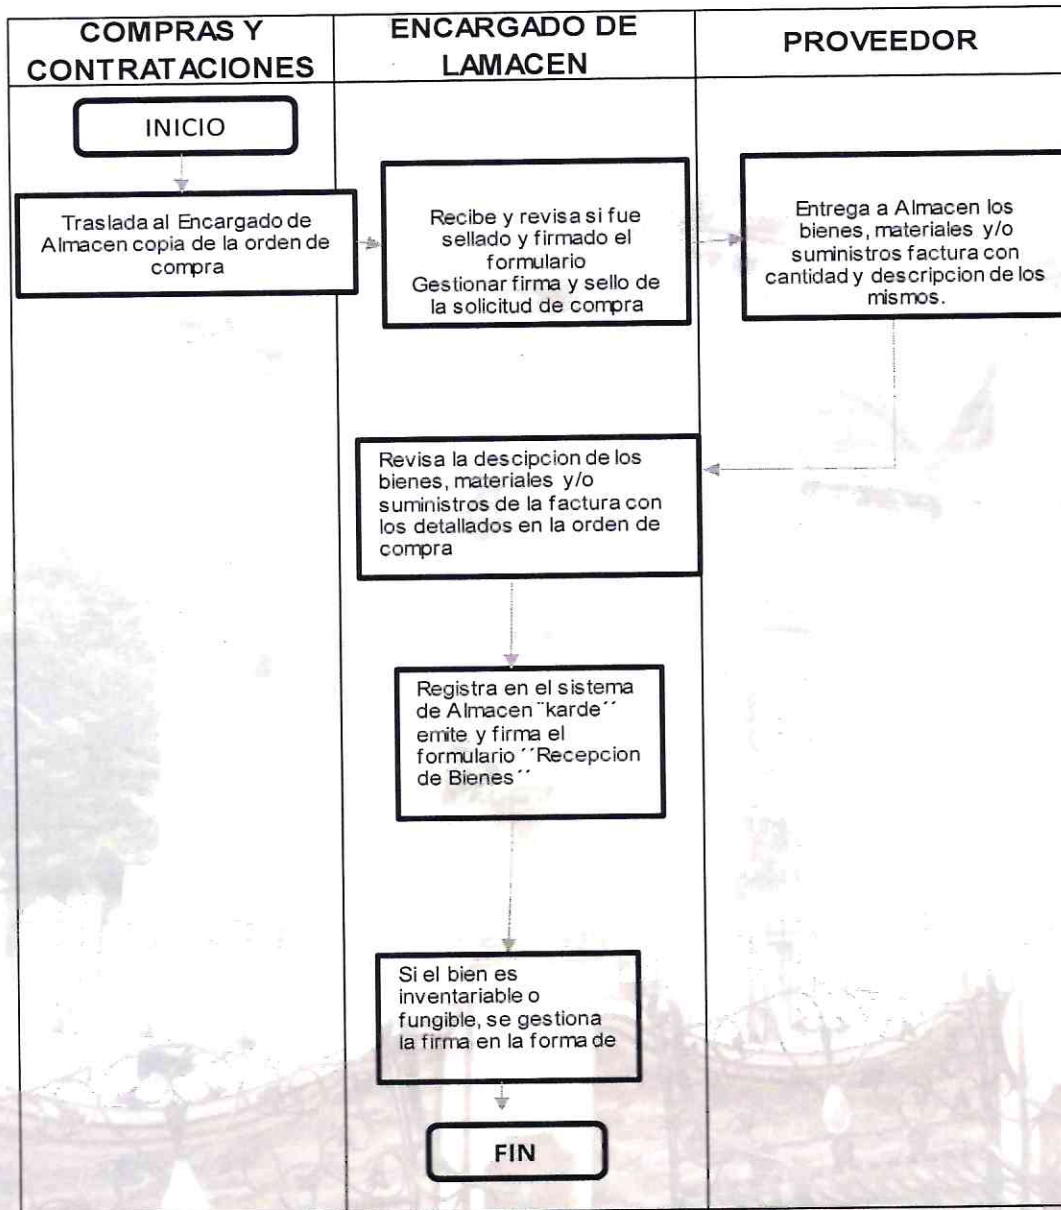 COMPRAS Y
CONTRATACIONES
ENCARGADO DE
LAMACEN
PROVEEDOR
INICIO
Traslada al Encargado de
Almacen copia de la orden de
compra
Recibe y revisa si fue
sellado y firmado el
formulario
Gestionar firma y sello de
la solicitud de compra
Entrega a Almacen los
bienes, materiales y/o
suministros factura con
cantidad y descripcion de los
mismos.
Revisa la descipcion de los
bienes, materiales y/o
suministros de la factura con
los detallados en la orden de
compra
Registra en el sistema
de Almacen ¨karde´´
emite y firma el
formulario ´´Recepcion
de Bienes´´
Si el bien es
inventariable o
fungible, se gestiona
la firma en la forma de
FIN